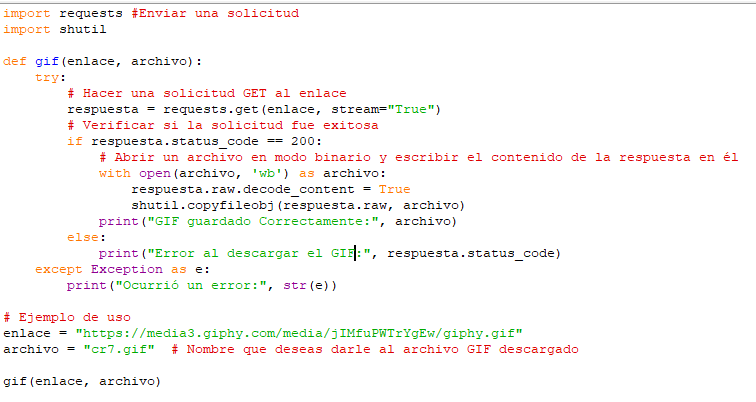 import requests #Enviar una solicitud
import shutil

def gif(enlace, archivo):
    try:
        # Hacer una solicitud GET al enlace
        respuesta = requests.get(enlace, stream="True")
        # Verificar si la solicitud fue exitosa
        if respuesta.status_code == 200:
            # Abrir un archivo en modo binario y escribir el contenido de la respuesta en él
            with open(archivo, 'wb') as archivo:
                respuesta.raw.decode_content = True
                shutil.copyfileobj(respuesta.raw, archivo)
            print("GIF guardado Correctamente:", archivo)
        else:
            print("Error al descargar el GIF:", respuesta.status_code)
    except Exception as e:
        print("Ocurrió un error:", str(e))

# Ejemplo de uso
enlace = "https://media3.giphy.com/media/jIMfuPWTrYgEw/giphy.gif"
archivo = "cr7.gif"  # Nombre que deseas darle al archivo GIF descargado

gif(enlace, archivo)